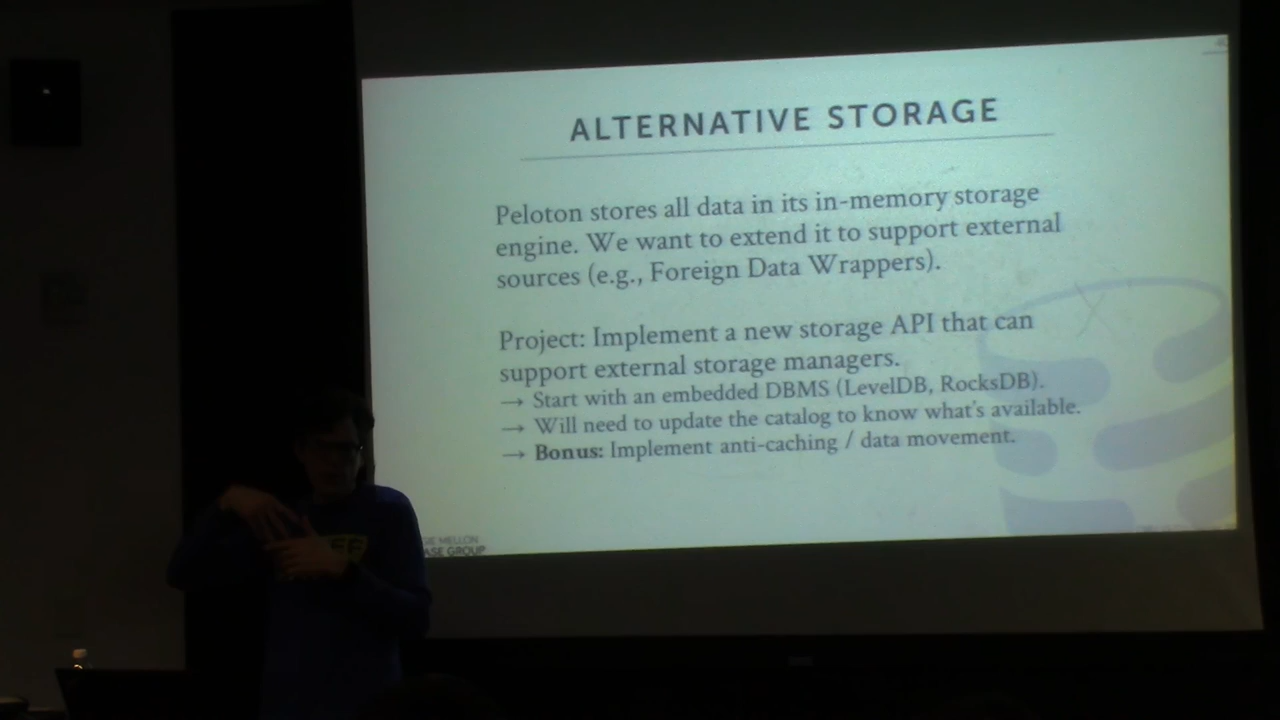 ALTERNATIVE STORAGE
Peloton stores all data in its in-memory storage
engine. We want to extend it to support external
sources (e.g., Foreign Data Wrappers).
Project: Implement a new storage API that can
support external storage managers.
→ Start with an embedded DBMS (LevelDB, RocksDB).
→ Will need to update the catalog to know what's available.
→ Bonus: Implement anti-caching / data movement.
MELLON
GROUP